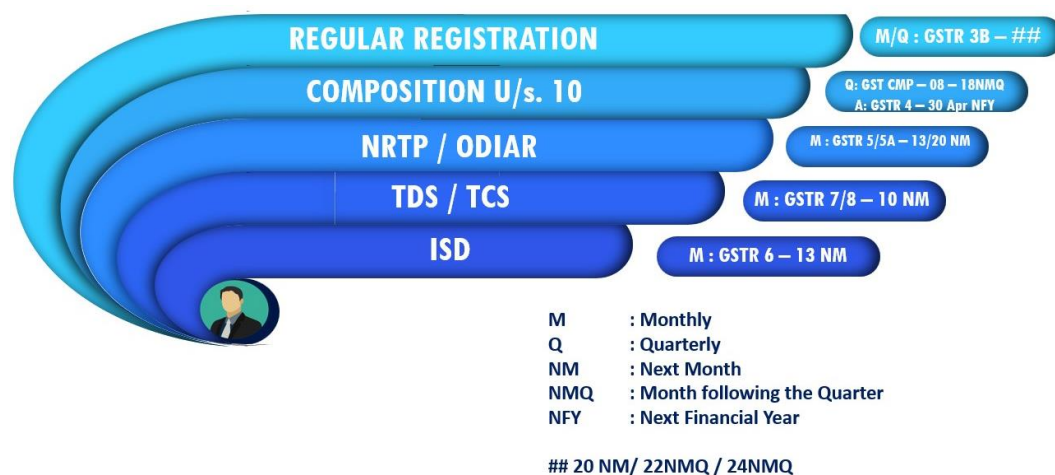 REGULAR REGISTRATION
M/Q : GSTR 3B – ##
COMPOSITION U/s. 10
Q: GST CMP – 08 – 18NMQ
A: GSTR 4 – 30 Apr NFY
NRTP / ODIAR
M : GSTR 5/5A – 13/20 NM
TDS / TCS
M : GSTR 7/8 – 10 NM
ISD
M : GSTR 6 – 13 NM
M : Monthly
Q : Quarterly
NM : Next Month
NMQ : Month following the Quarter
NFY : Next Financial Year
## 20 NM/ 22NMQ / 24NMQ